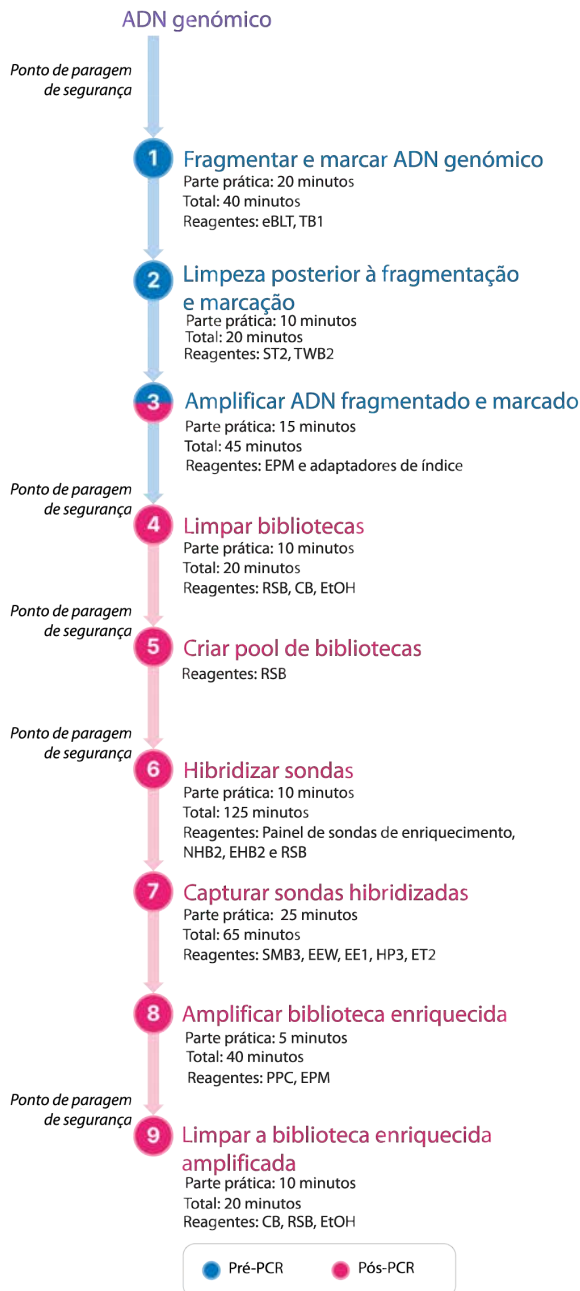 ADN genómico
Ponto de paragem
de segurança
1
Fragmentar e marcar ADN genómico
Parte prática: 20 minutos
Total: 40 minutos
Reagentes: eBLT, TB1
2
Limpeza posterior à fragmentação
e marcação
Parte prática: 10 minutos
Total: 20 minutos
Reagentes: ST2, TWB2
3
Amplificar ADN fragmentado e marcado
Parte prática: 15 minutos
Total: 45 minutos
Reagentes: EPM e adaptadores de índice
Ponto de paragem
de segurança
4
Limpar bibliotecas
Parte prática: 10 minutos
Total: 20 minutos
Reagentes: RSB, CB, EtOH
Ponto de paragem
de segurança
5
Criar pool de bibliotecas
Reagentes: RSB
Ponto de paragem
de segurança
6
Hibridizar sondas
Parte prática: 10 minutos
Total: 125 minutos
Reagentes: Painel de sondas de enriquecimento,
NHB2, EHB2 e RSB
7
Capturar sondas hibridizadas
Parte prática: 25 minutos
Total: 65 minutos
Reagentes: SMB3, EEW, EE1, HP3, ET2
8
Amplificar biblioteca enriquecida
Parte prática: 5 minutos
Total: 40 minutos
Reagentes: PPC, EPM
Ponto de paragem
de segurança
9
Limpar a biblioteca enriquecida
amplificada
Parte prática: 10 minutos
Total: 20 minutos
Reagentes: CB, RSB, EtOH
Pré-PCR
Pós-PCR